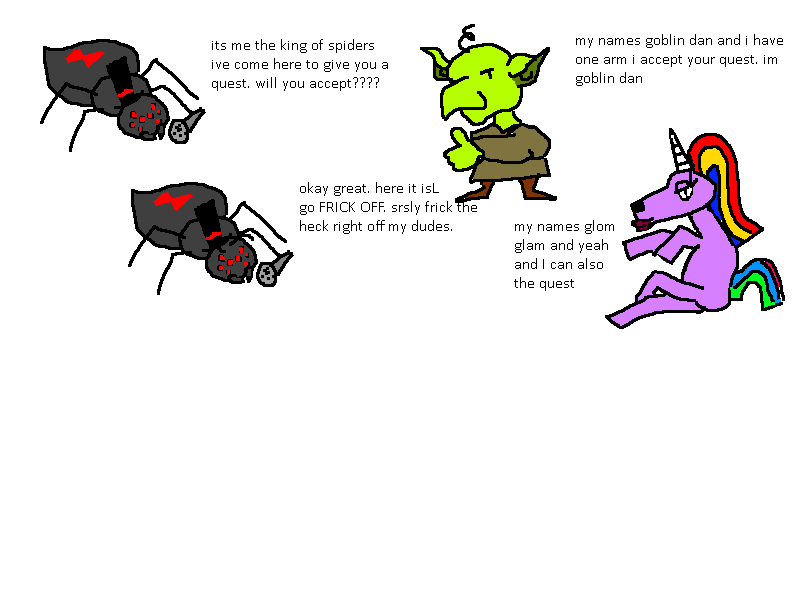 its me the king of spiders
ive come here to give you a
quest. will you accept????
my names goblin dan and i have
one arm i accept your quest. im
goblin dan
okay great. here it isL
go FRICK OFF. srsly frick the
heck right off my dudes.
my names glom
glam and yeah
and I can also
the quest